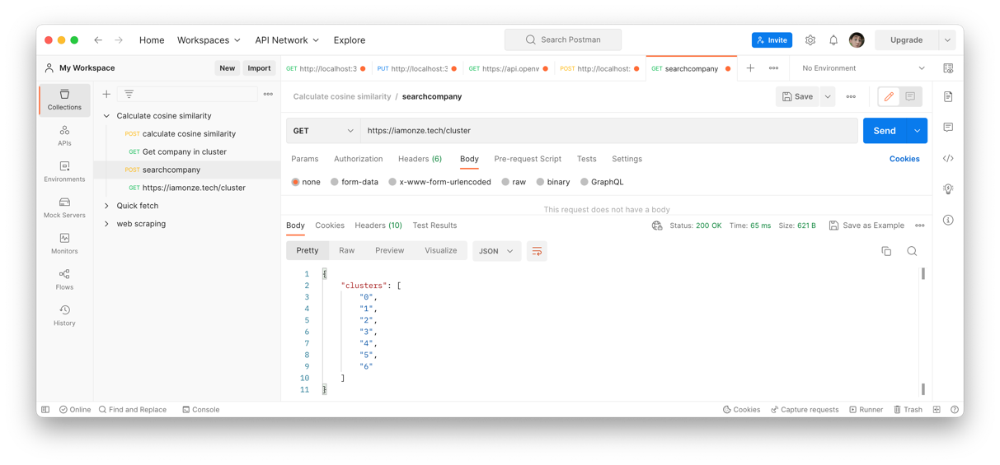 Home Workspaces API Network Explore Search Postman Invite Upgrade
My Workspace New Import GET http://localhost:3 PUT http://localhost:3 GET https://api.openv POST http://localhost: GET searchcompany No Environment
Calculate cosine similarity / searchcompany Save
Collections
APIs
Environments
Mock Servers
Monitors
Flows
History
Calculate cosine similarity
POST calculate cosine similarity
GET Get company in cluster
POST searchcompany
GET https://iamonze.tech/cluster
Quick fetch
web scraping
GET https://iamonze.tech/cluster Send
Params Authorization Headers (6) Body Pre-request Script Tests Settings Cookies
none form-data x-www-form-urlencoded raw binary GraphQL
This request does not have a body
Body Cookies Headers (10) Test Results Status: 200 OK Time: 65 ms Size: 621 B Save as Example
Pretty Raw Preview Visualize JSON
1 {
2 "clusters": [
3 "0",
4 "1",
5 "2",
6 "3",
7 "4",
8 "5",
9 "6"
10 ]
11 }
Online Find and Replace Console Cookies Capture requests Runner Trash